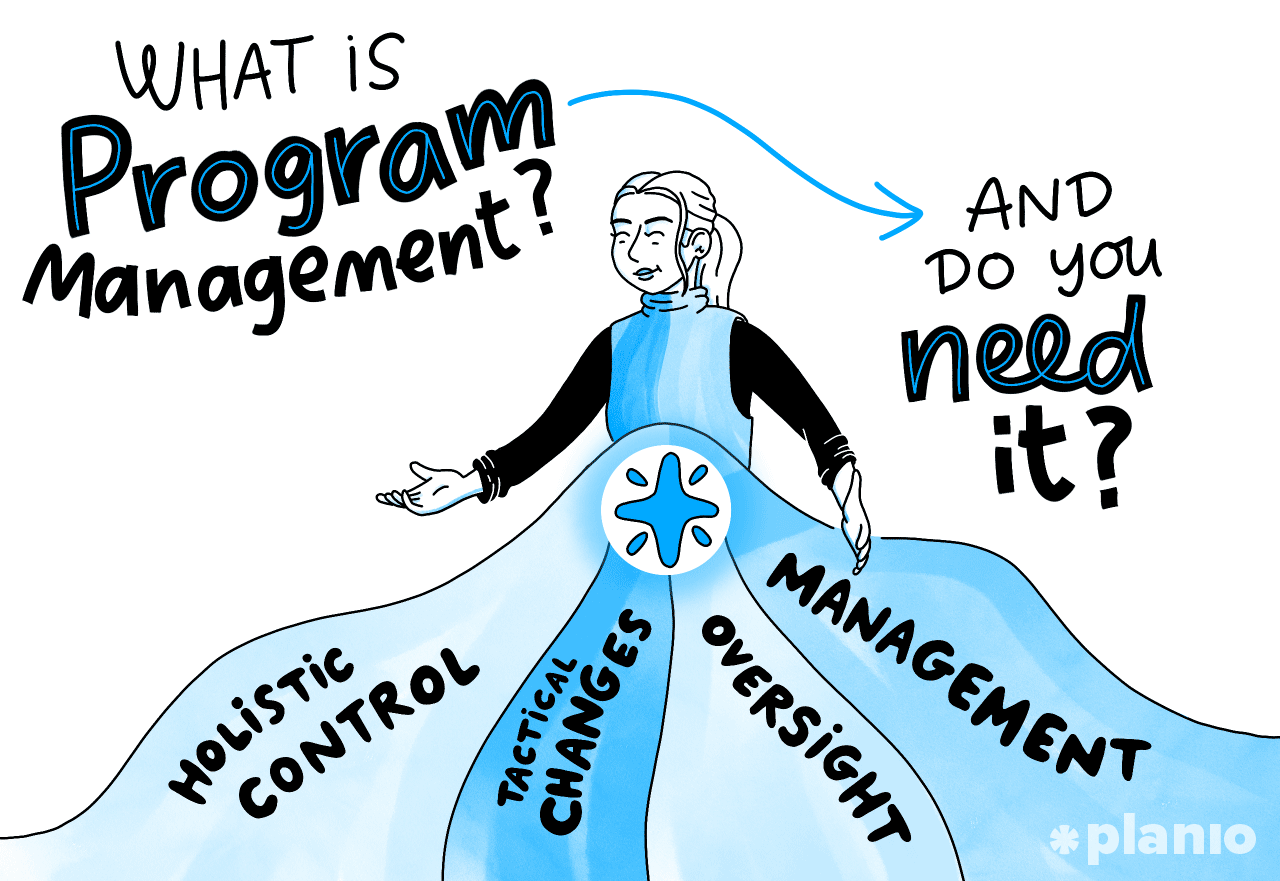 WHAT iS
Program
Management?
AND
DO you
need
it?
HOLiSTiC
CONTROL
TACTiCAL
CHANGES
OVERSiGHT
MANAGEMENT
planio